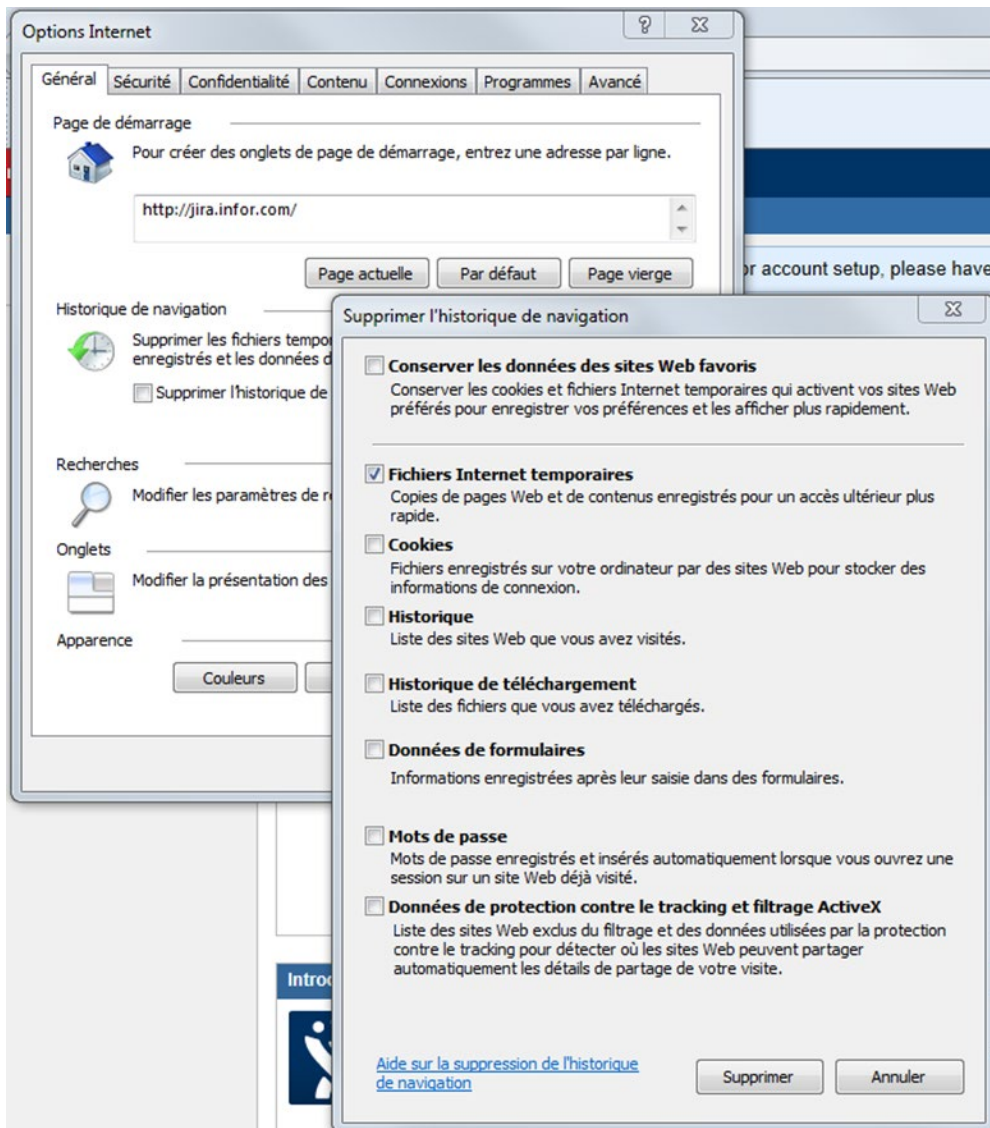 Options Internet
Général Sécurité Confidentialité Contenu Connexions Programmes Avancé
Page de démarrage
Pour créer des onglets de page de démarrage, entrez une adresse par ligne.
http://jira.infor.com/
Page actuelle Par défaut Page vierge
or account setup, please have
Historique de navigation
Supprimer les fichiers
enregistrés et les données
Supprimer l'historique de
Recherches
Modifier les paramètres de
Onglets
Modifier la présentation des
Apparence
Couleurs
Supprimer l'historique de navigation
Conserver les données des sites Web favoris
Conserver les cookies et fichiers Internet temporaires qui activent vos sites Web
préférés pour enregistrer vos préférences et les afficher plus rapidement.
Fichiers Internet temporaires
Copies de pages Web et de contenus enregistrés pour un accès ultérieur plus
rapide.
Cookies
Fichiers enregistrés sur votre ordinateur par des sites Web pour stocker des
informations de connexion.
Historique
Liste des sites Web que vous avez visités.
Historique de téléchargement
Liste des fichiers que vous avez téléchargés.
Données de formulaires
Informations enregistrées après leur saisie dans des formulaires.
Mots de passe
Mots de passe enregistrés et insérés automatiquement lorsque vous ouvrez une
session sur un site Web déjà visité.
Données de protection contre le tracking et filtrage ActiveX
Liste des sites Web exclus du filtrage et des données utilisées par la protection
contre le tracking pour détecter où les sites Web peuvent partager
automatiquement les détails de partage de votre visite.
Aide sur la suppression de l'historique
de navigation
Supprimer Annuler